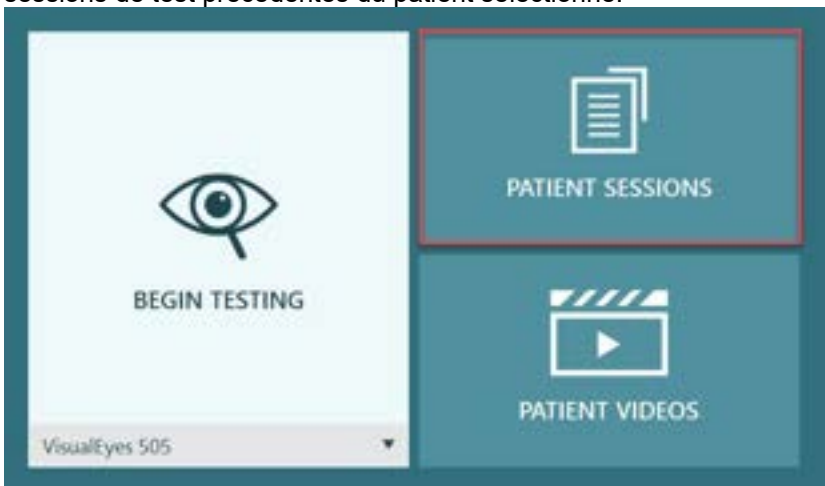 sessions de test précédentes du patient sélectionné.
PATIENT SESSIONS
BEGIN TESTING
PATIENT VIDEOS
VisualEyes 505